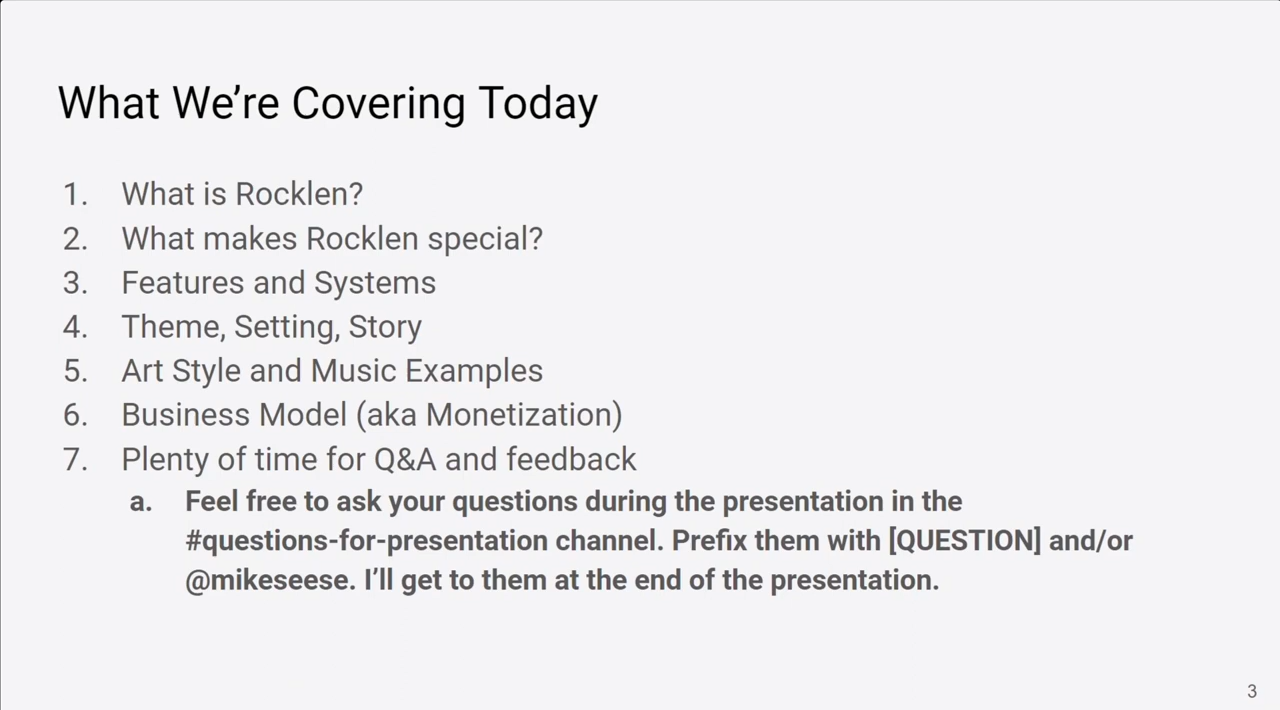 What We’re Covering Today
1. What is Rocklen?
2. What makes Rocklen special?
3. Features and Systems
4. Theme, Setting, Story
5. Art Style and Music Examples
6. Business Model (aka Monetization)
7. Plenty of time for Q&A and feedback
a. Feel free to ask your questions during the presentation in the
#questions-for-presentation channel. Prefix them with [QUESTION] and/or
@mikeseese. I’ll get to them at the end of the presentation.
3